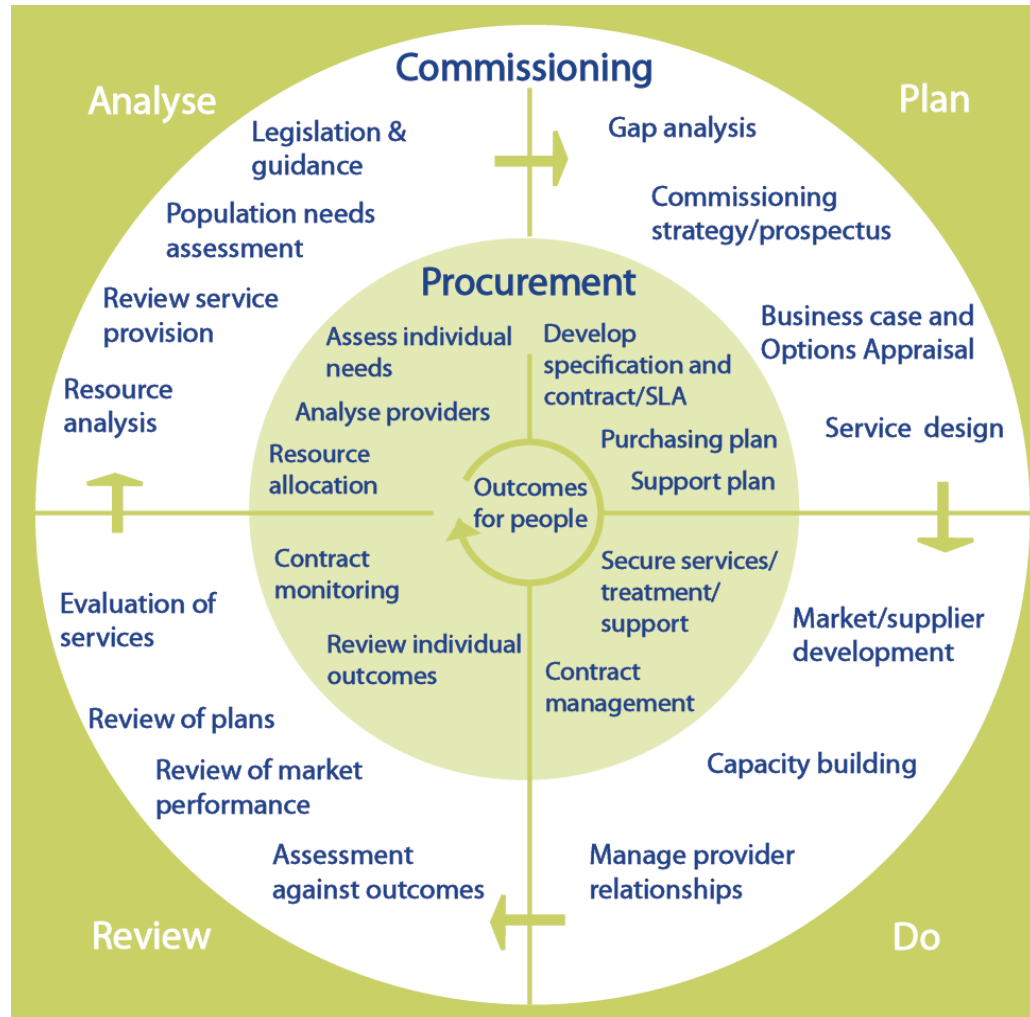 Commissioning
Analyse
Plan
Legislation &
guidance
Population needs
assessment
Review service
provision
Resource
analysis
Gap analysis
Commissioning
strategy/prospectus
Business case and
Options Appraisal
Service design
Procurement
Assess individual
needs
Analyse providers
Resource
allocation
Develop
specification and
contract/SLA
Purchasing plan
Support plan
Outcomes
for people
Contract
monitoring
Review individual
outcomes
Secure services/
treatment/
support
Contract
management
Evaluation of
services
Review of plans
Review of market
performance
Assessment
against outcomes
Market/supplier
development
Capacity building
Manage provider
relationships
Review
Do